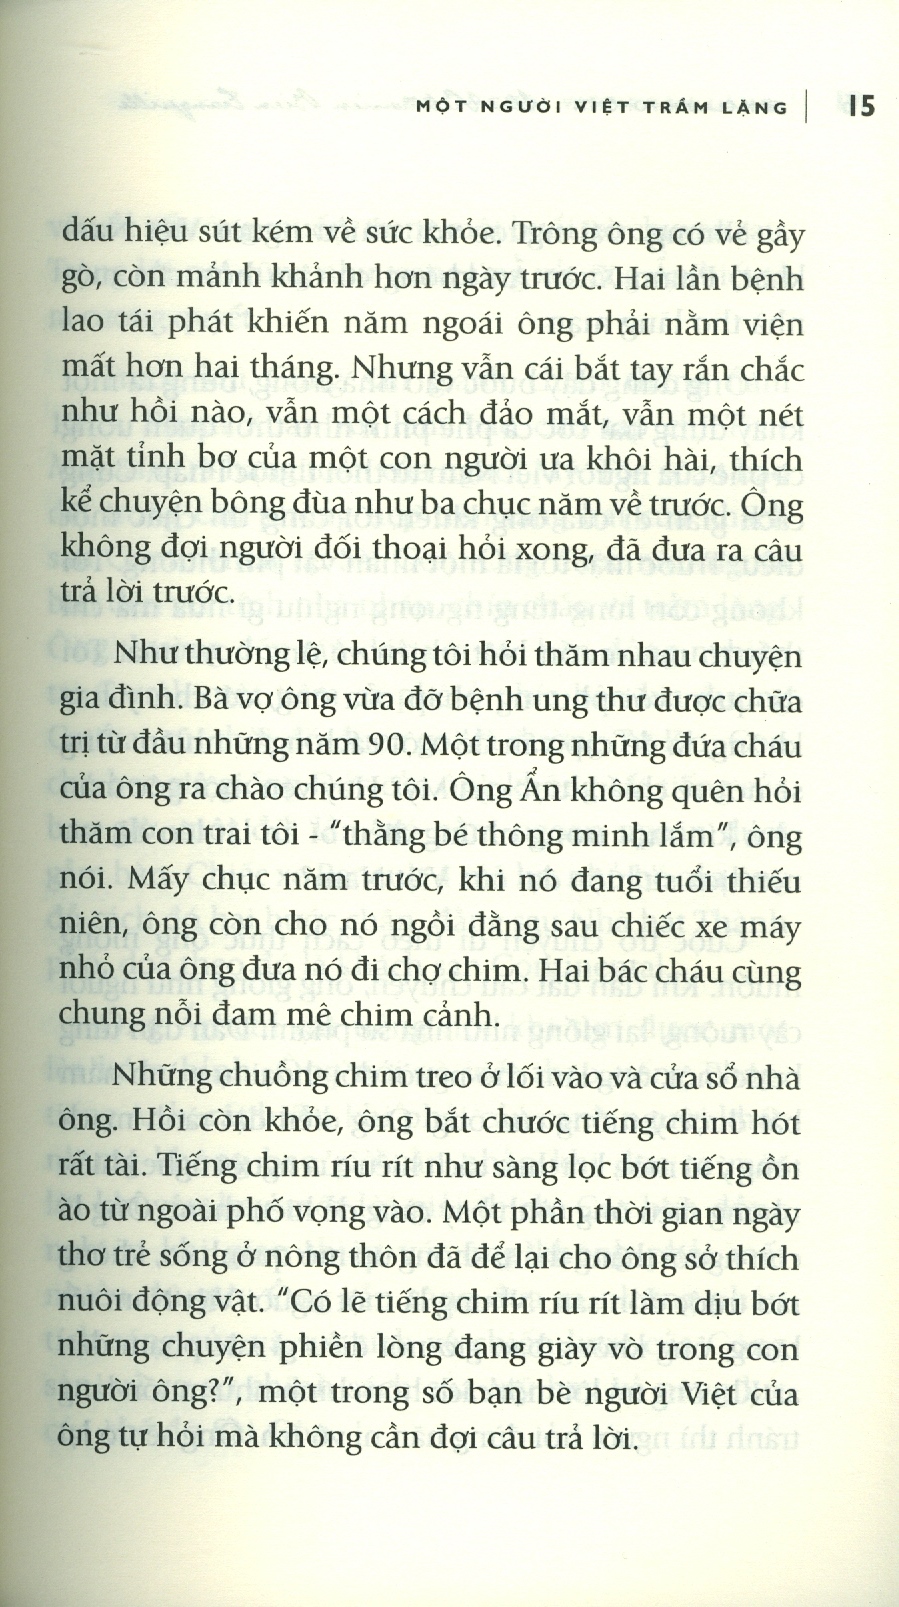 MỘT NGƯỜI VIỆT TRẦM LẶNG | 15
dấu hiệu sút kém về sức khỏe. Trông ông có vẻ gầy
gò, còn mảnh khảnh hơn ngày trước. Hai lần bệnh
lao tái phát khiến năm ngoái ông phải nằm viện
mất hơn hai tháng. Nhưng vẫn cái bắt tay rắn chắc
như hồi nào, vẫn một cách đảo mắt, vẫn một nét
mặt tỉnh bơ của một con người ưa khôi hài, thích
kể chuyện bông đùa như ba chục năm về trước. Ông
không đợi người đối thoại hỏi xong, đã đưa ra câu
trả lời trước.
Như thường lệ, chúng tôi hỏi thăm nhau chuyện
gia đình. Bà vợ ông vừa đỡ bệnh ung thư được chữa
trị từ đầu những năm 90. Một trong những đứa cháu
của ông ra chào chúng tôi. Ông Ẩn không quên hỏi
thăm con trai tôi - "thằng bé thông minh lắm", ông
nói. Mấy chục năm trước, khi nó đang tuổi thiếu
niên, ông còn cho nó ngồi đằng sau chiếc xe máy
nhỏ của ông đưa nó đi chợ chim. Hai bác cháu cùng
chung nỗi đam mê chim cảnh.
Những chuồng chim treo ở lối vào và cửa sổ nhà
ông. Hồi còn khỏe, ông bắt chước tiếng chim hót
rất tài. Tiếng chim ríu rít như sàng lọc bớt tiếng ồn
ào từ ngoài phố vọng vào. Một phần thời gian ngày
thơ trẻ sống ở nông thôn đã để lại cho ông sở thích
nuôi động vật. "Có lẽ tiếng chim ríu rít làm dịu bớt
những chuyện phiền lòng đang giày vò trong con
người ông?", một trong số bạn bè người Việt của
ông tự hỏi mà không cần đợi câu trả lời.